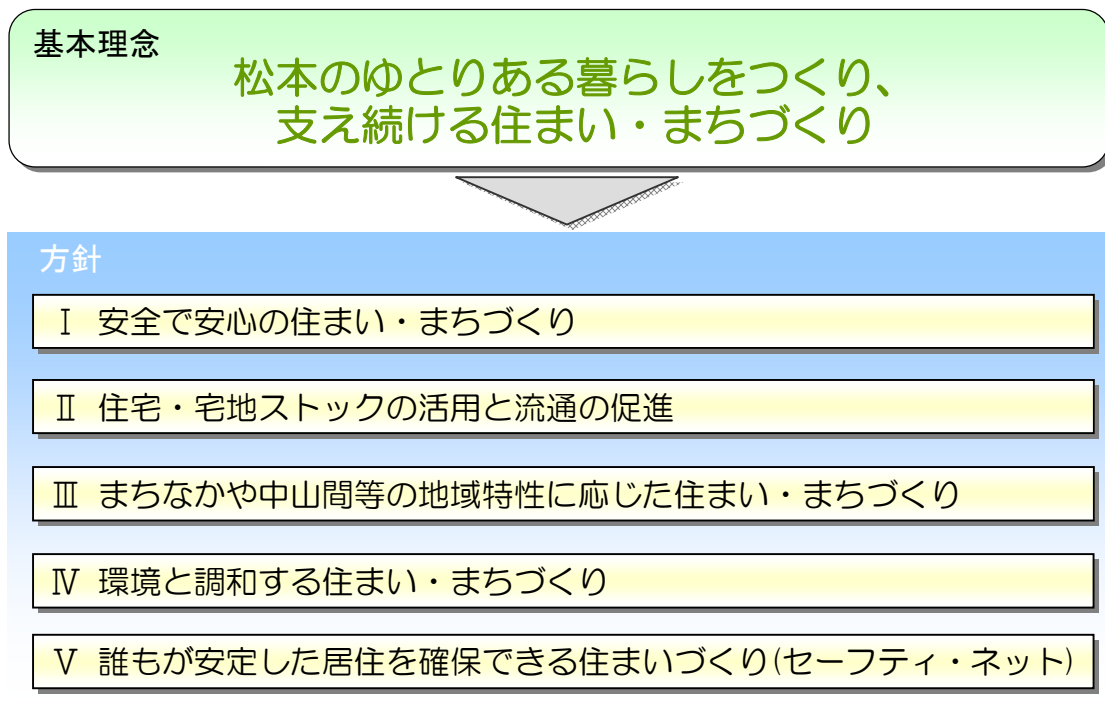 基本理念
松本のゆとりある暮らしをつくり、
支え続ける住まい・まちづくり
方針
Ⅰ 安全で安心の住まい・まちづくり
Ⅱ 住宅・宅地ストックの活用と流通の促進
Ⅲ まちなかや中山間等の地域特性に応じた住まい・まちづくり
Ⅳ 環境と調和する住まい・まちづくり
Ⅴ 誰もが安定した居住を確保できる住まいづくり(セーフティ・ネット)